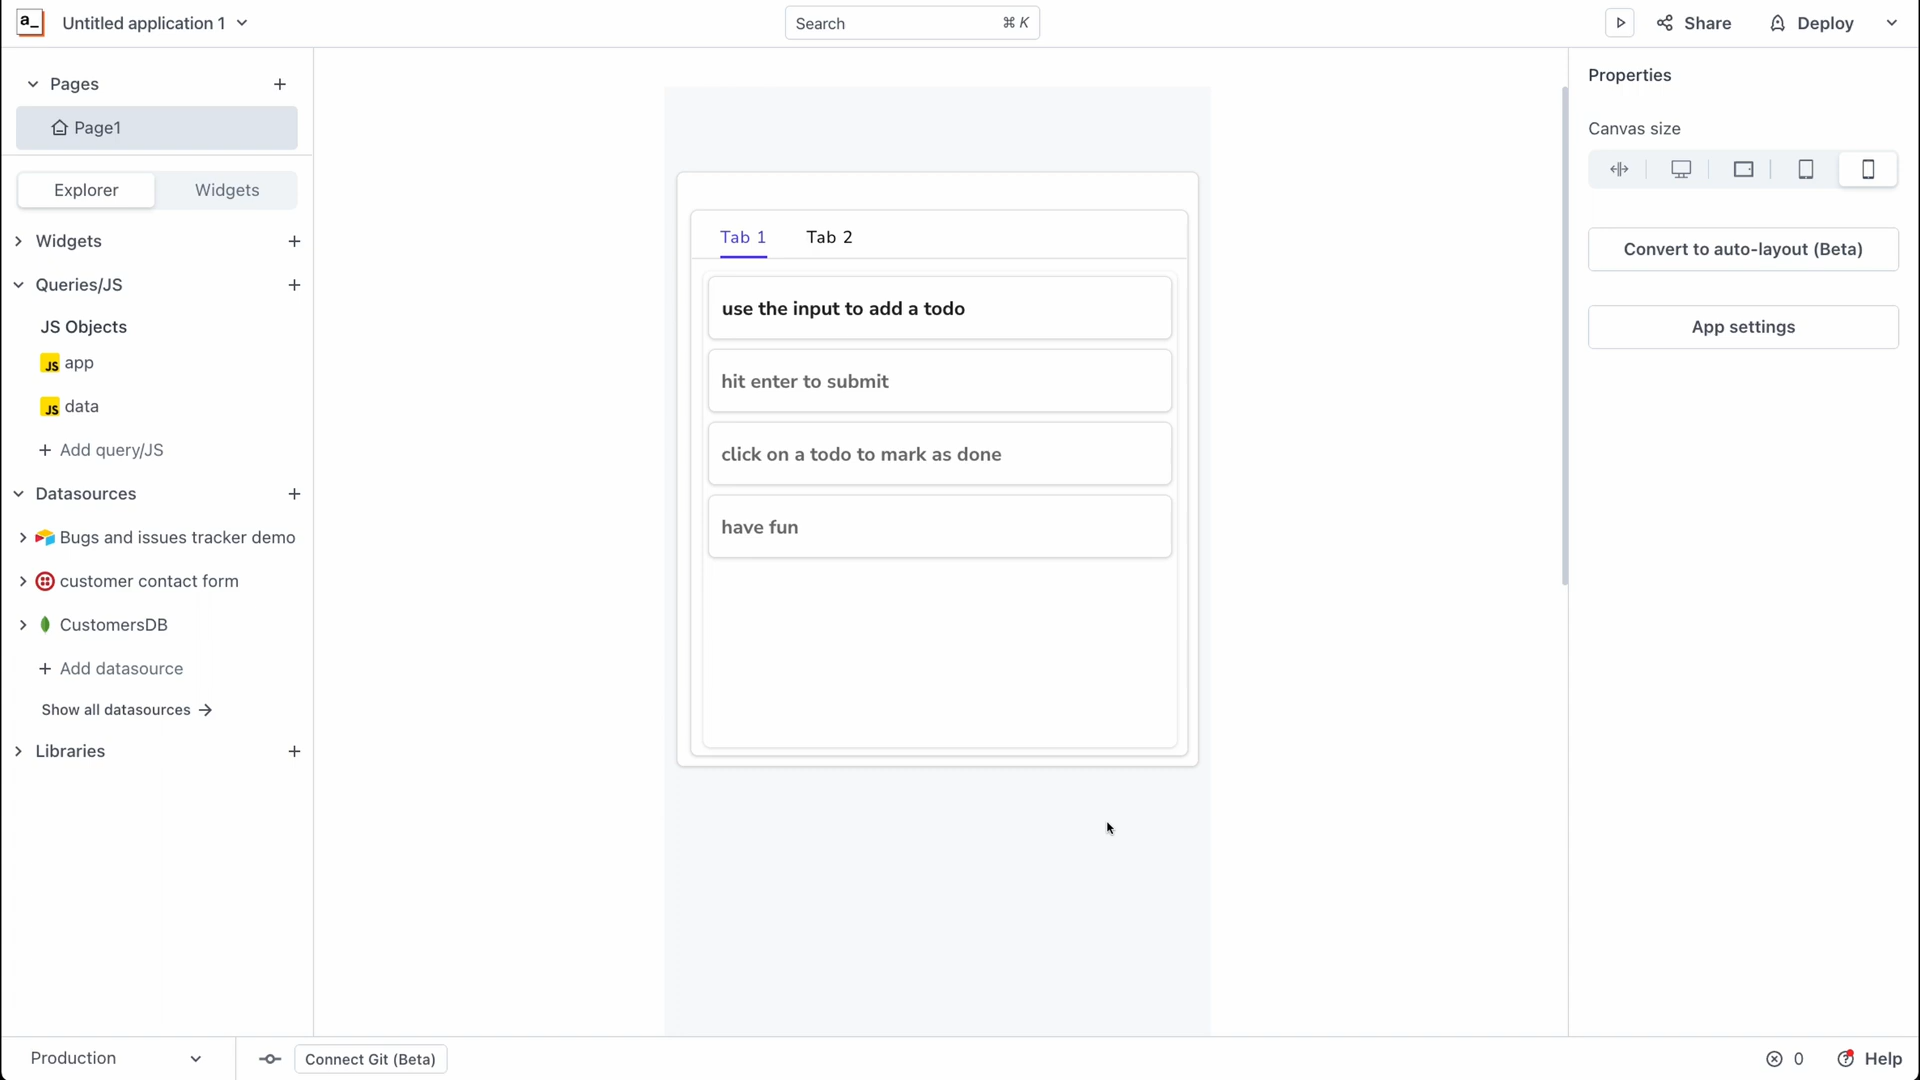 a_ Untitled application 1
Search ⌘ K
Share
Deploy
Pages
Page1
Explorer
Widgets
Widgets
Queries/JS
JS Objects
JS app
JS data
Add query/JS
Datasources
Bugs and issues tracker demo
customer contact form
CustomersDB
Add datasource
Show all datasources
Libraries
Tab 1
Tab 2
use the input to add a todo
hit enter to submit
click on a todo to mark as done
have fun
Properties
Canvas size
Convert to auto-layout (Beta)
App settings
Production
Connect Git (Beta)
0
Help